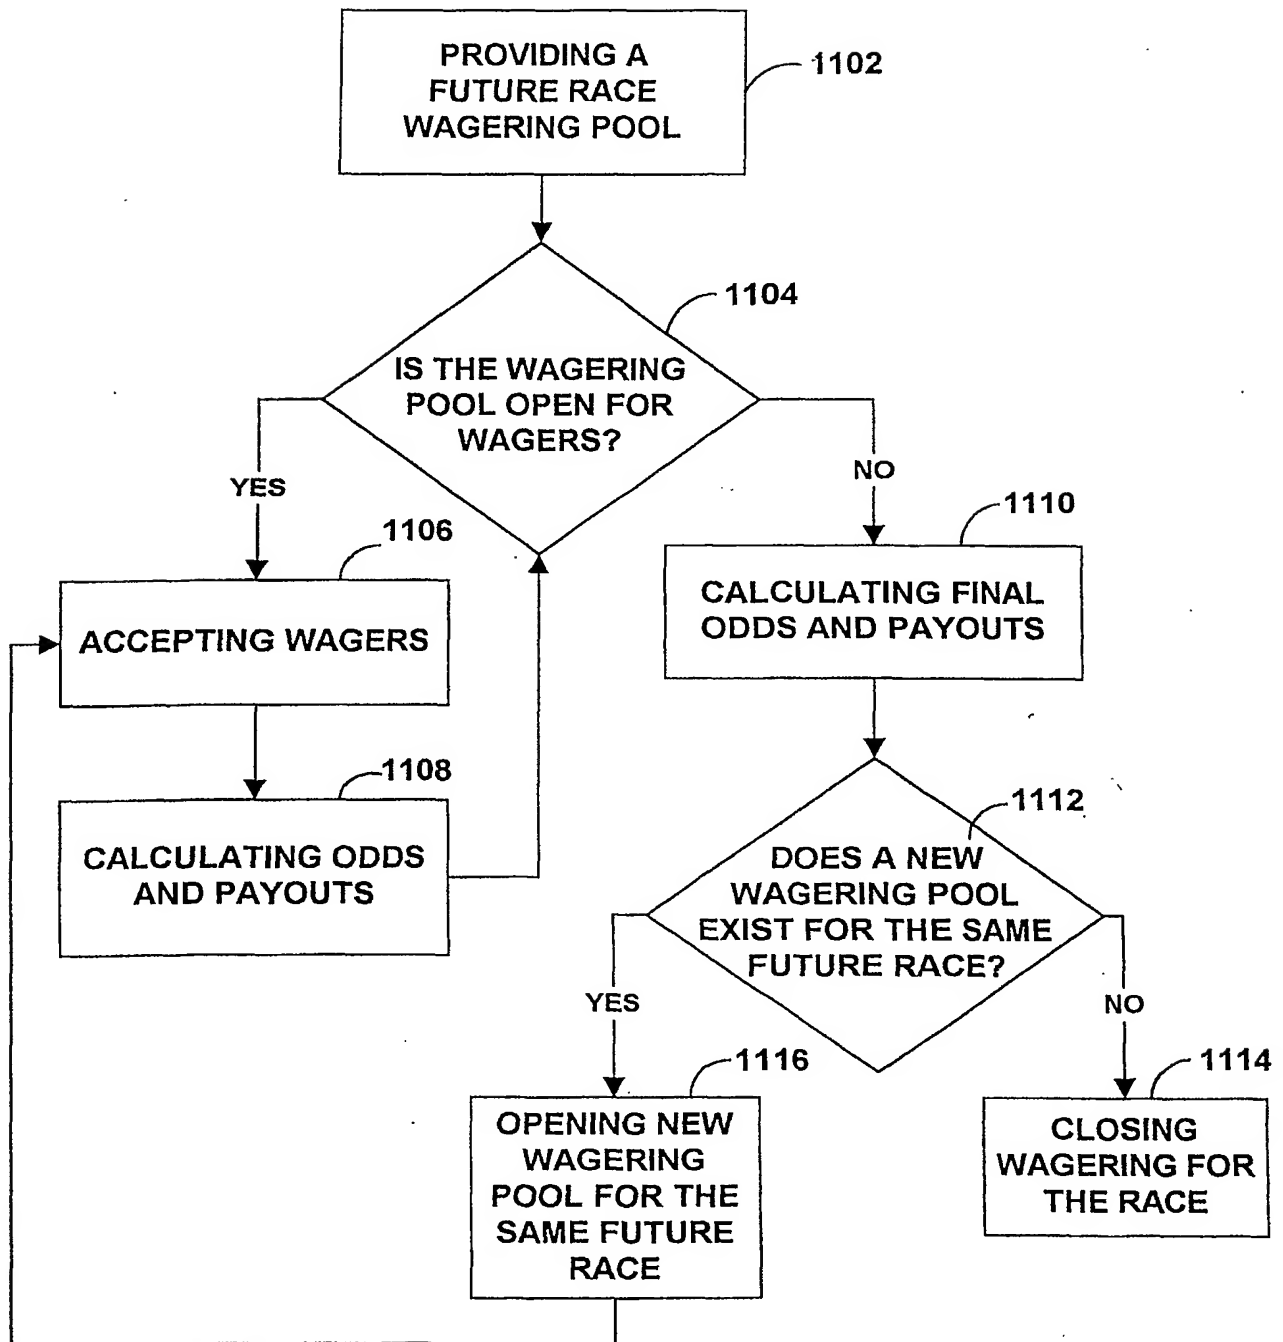 PROVIDING A
FUTURE RACE
WAGERING POOL
1102
1104
IS THE WAGERING
POOL OPEN FOR
WAGERS?
YES
NO
1106
ACCEPTING WAGERS
1110
CALCULATING FINAL
ODDS AND PAYOUTS
1108
CALCULATING ODDS
AND PAYOUTS
1112
DOES A NEW
WAGERING POOL
EXIST FOR THE SAME
FUTURE RACE?
YES
NO
1116
OPENING NEW
WAGERING
POOL FOR THE
SAME FUTURE
RACE
1114
CLOSING
WAGERING FOR
THE RACE